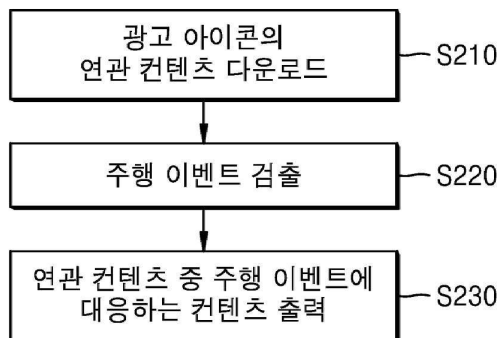 광고 아이콘의
연관 컨텐츠 다운로드
S210
주행 이벤트 검출
S220
연관 컨텐츠 중 주행 이벤트에
대응하는 컨텐츠 출력
S230